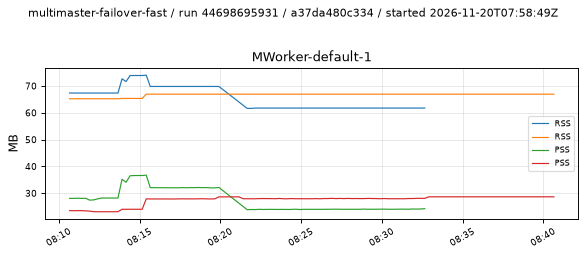 multimaster-failover-fast / run 44698695931 / a37da480c334 / started 2026-11-20T07:58:49Z
MWorker-default-1
MB
70
60
50
40
30
RSS
RSS
PSS
PSS
08:10
08:15
08:20
08:25
08:30
08:35
08:40